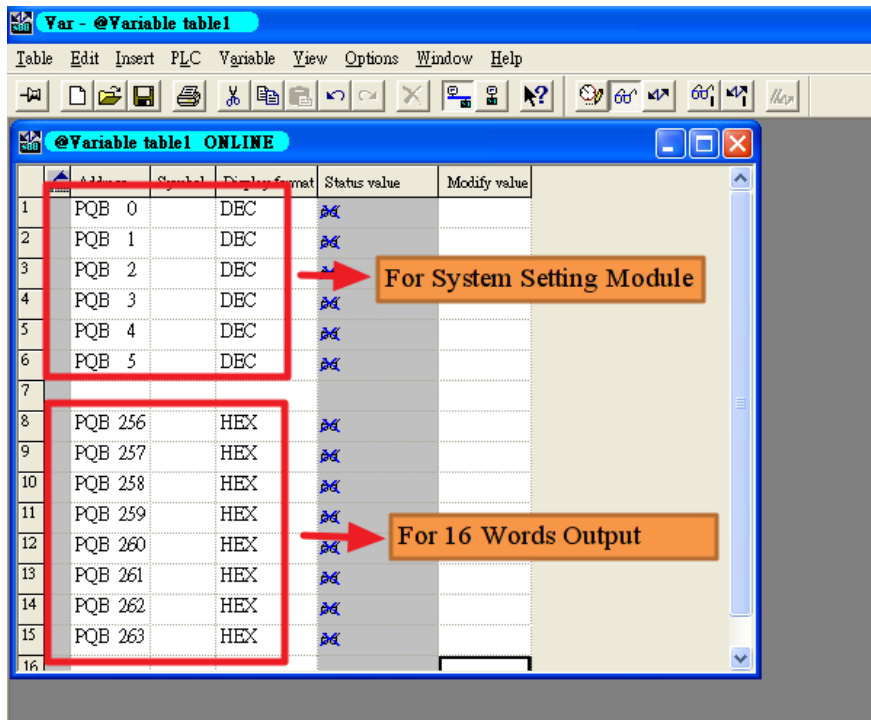 Var - @Variable table1
Table Edit Insert PLC Variable View Options Window Help
@Variable table1 ONLINE
Address Symbol Display format Status value Modify value
1 PQB 0 DEC
2 PQB 1 DEC
3 PQB 2 DEC
For System Setting Module
4 PQB 3 DEC
5 PQB 4 DEC
6 PQB 5 DEC
7
8 PQB 256 HEX
9 PQB 257 HEX
10 PQB 258 HEX
11 PQB 259 HEX
12 PQB 260 HEX
For 16 Words Output
13 PQB 261 HEX
14 PQB 262 HEX
15 PQB 263 HEX
16